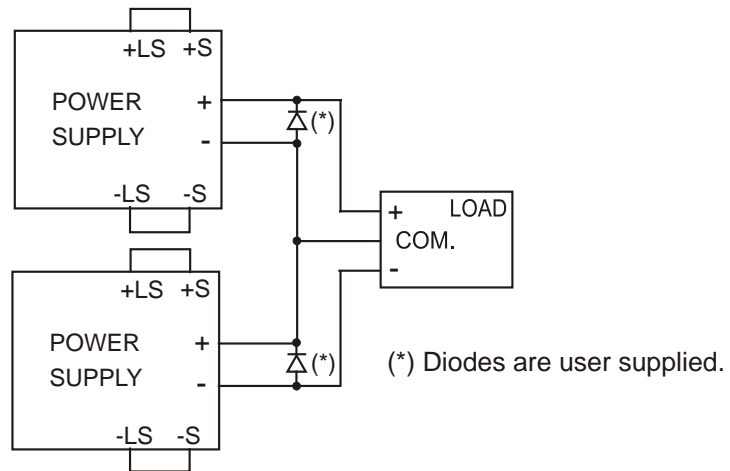 +LS +S
POWER +
SUPPLY -
(*)
-LS -S
+ LOAD
COM.
-
+LS +S
POWER +
SUPPLY -
(*)
(*) Diodes are user supplied.
-LS -S